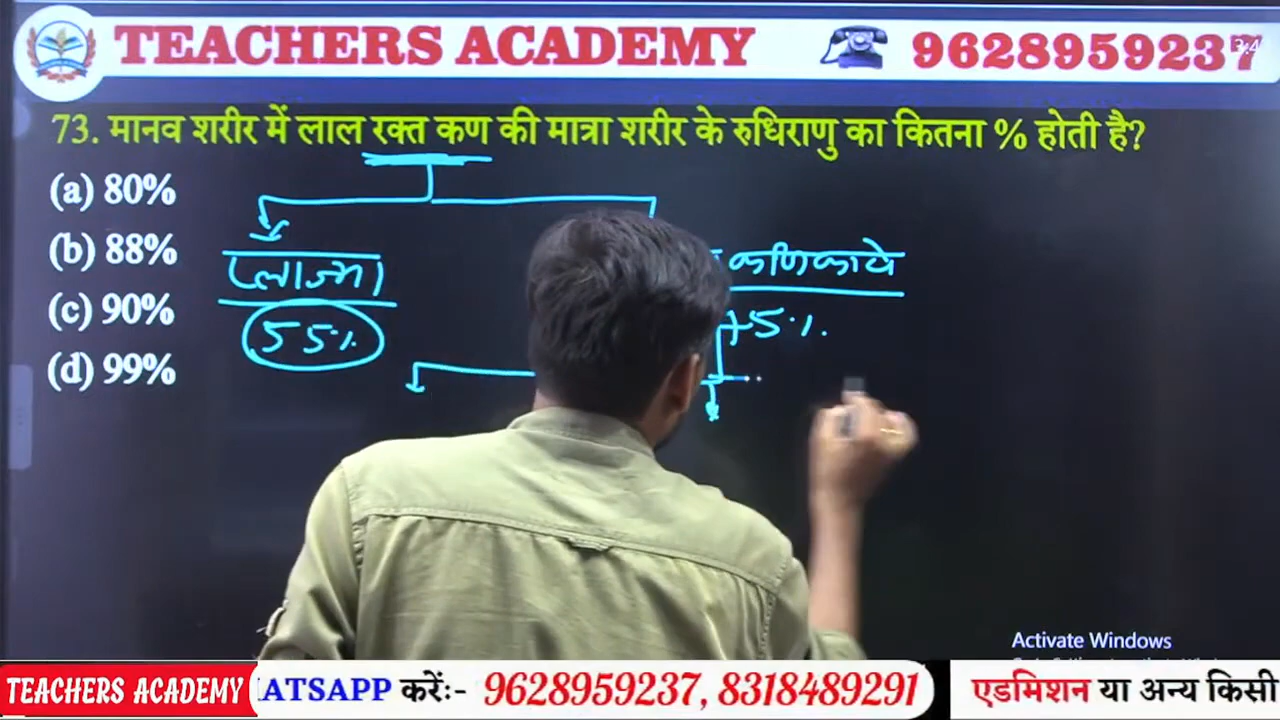 TEACHERS ACADEMY 9628959237
73. मानव शरीर में लाल रक्त कण की मात्रा शरीर के रुधिराणु का कितना % होती है?
(a) 80%
(b) 88%
(c) 90%
(d) 99%
प्लाज्मा
55%
कणिकाये
45%
Activate Windows
TEACHERS ACADEMY
ATSAPP करें:- 9628959237, 8318489291
एडमिशन या अन्य किसी